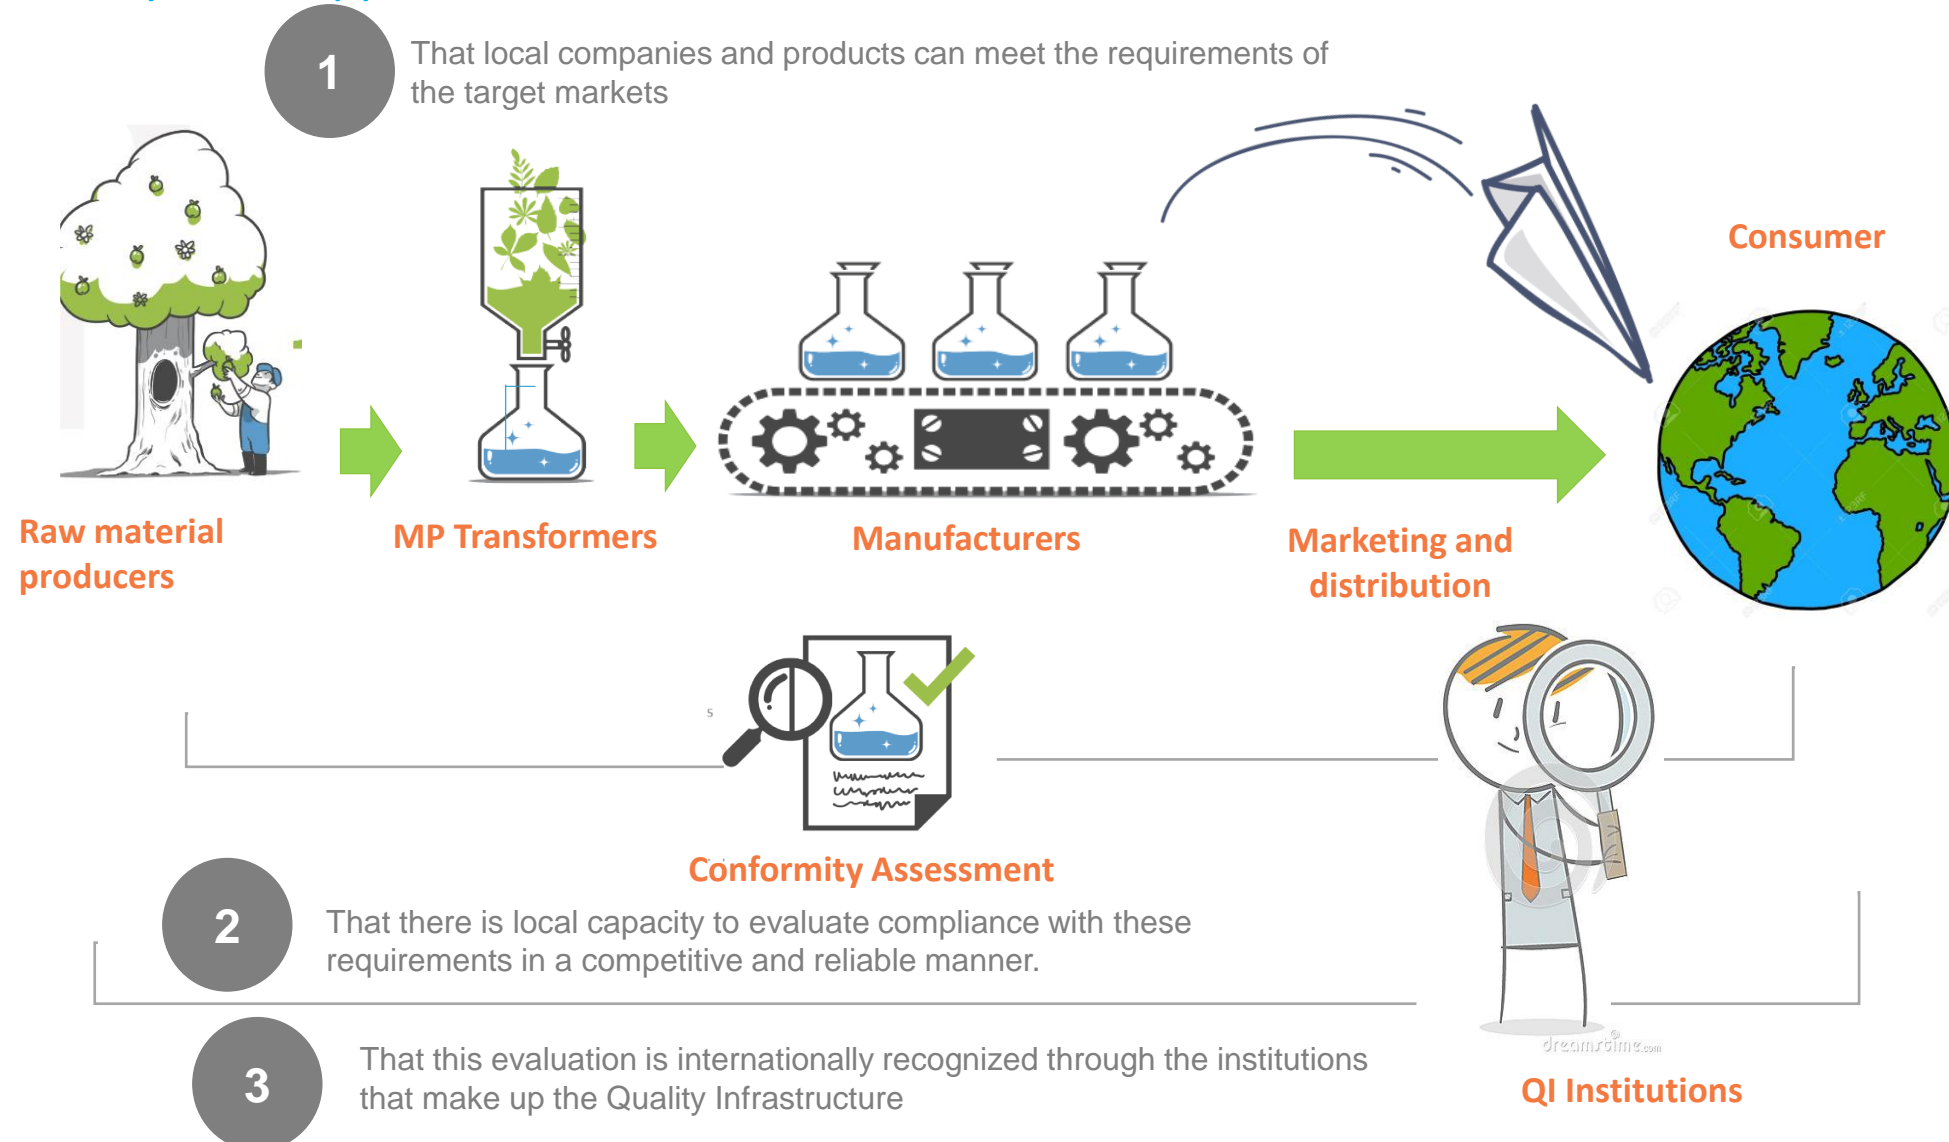 1
That local companies and products can meet the requirements of
the target markets
Consumer
Raw material
producers
MP Transformers
Manufacturers
Marketing and
distribution
s
Conformity Assessment
2
That there is local capacity to evaluate compliance with these
requirements in a competitive and reliable manner.
dreamstime.com
3
That this evaluation is internationally recognized through the institutions
that make up the Quality Infrastructure
QI Institutions